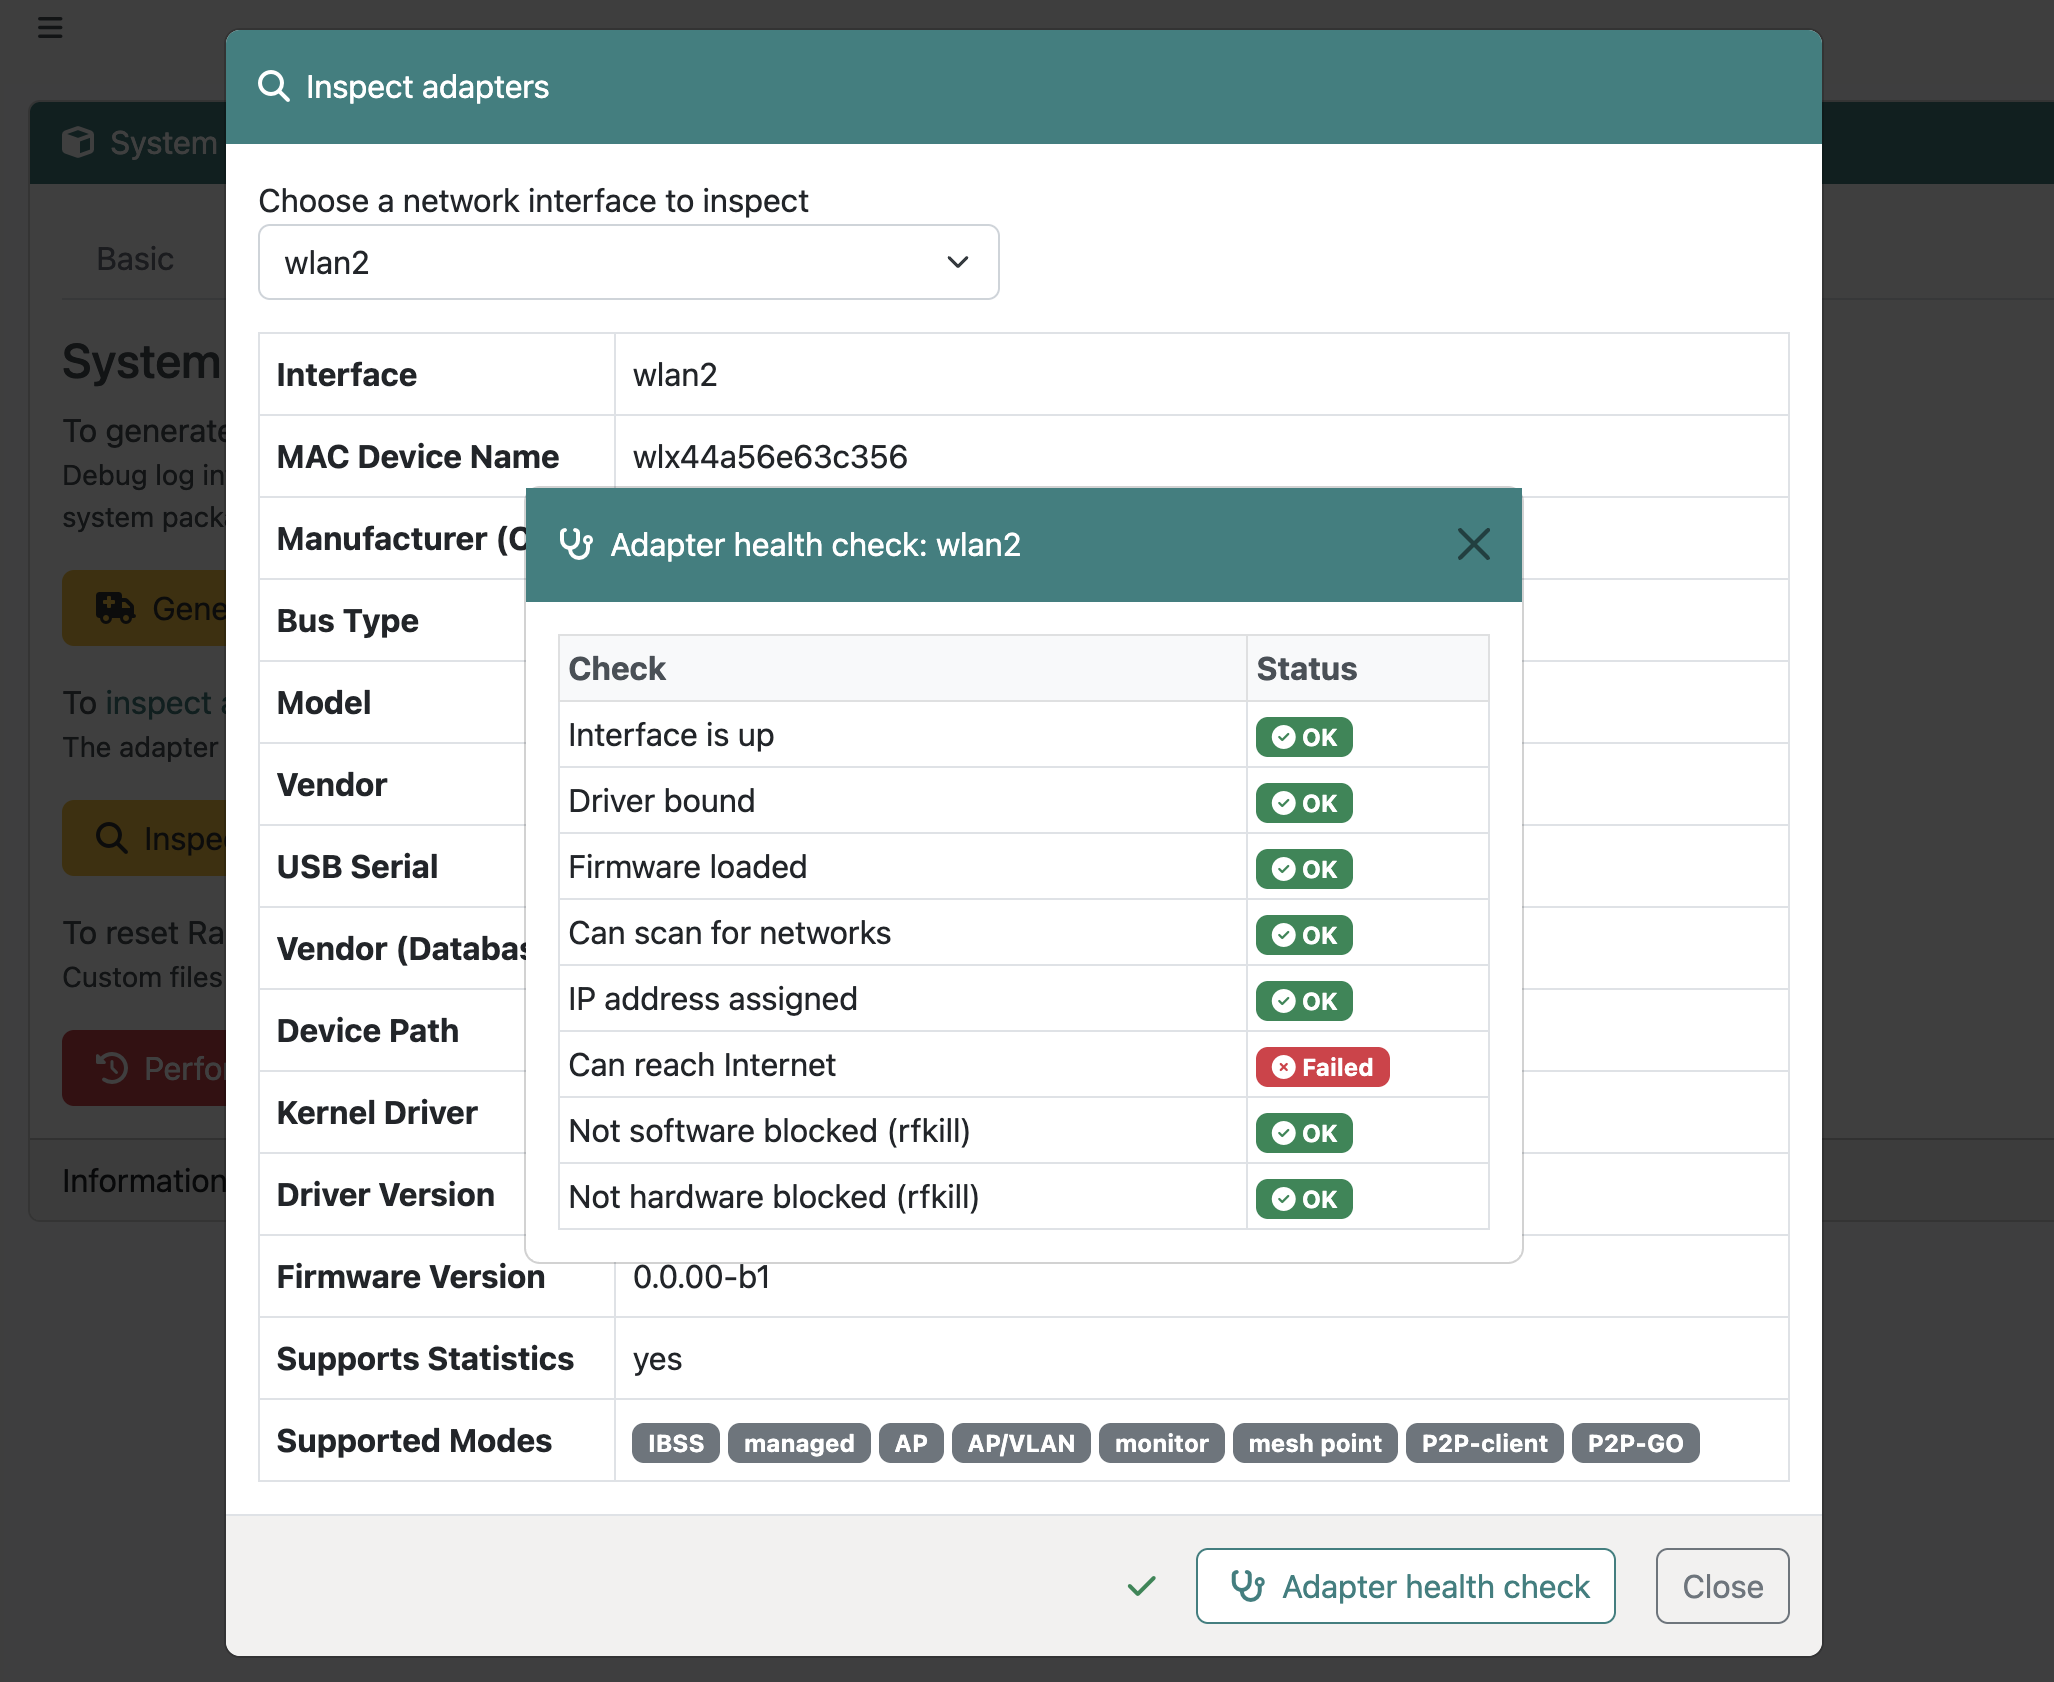 Inspect adapters
System
Choose a network interface to inspect
Basic
wlan2
System
Interface wlan2
To generate
MAC Device Name wlx44a56e63c356
Debug log in
system pack
Manufacturer (O
Adapter health check: wlan2
Gene
Bus Type
Check Status
To inspect a
Model
Interface is up OK
The adapter
Vendor
Driver bound OK
Inspe
USB Serial
Firmware loaded OK
To reset Ra
Vendor (Databas
Can scan for networks OK
Custom files
IP address assigned OK
Device Path
Perfo
Can reach Internet Failed
Kernel Driver
Not software blocked (rfkill) OK
Information
Driver Version
Not hardware blocked (rfkill) OK
Firmware Version 0.0.00-b1
Supports Statistics yes
Supported Modes IBSS managed AP AP/VLAN monitor mesh point P2P-client P2P-GO
Adapter health check Close